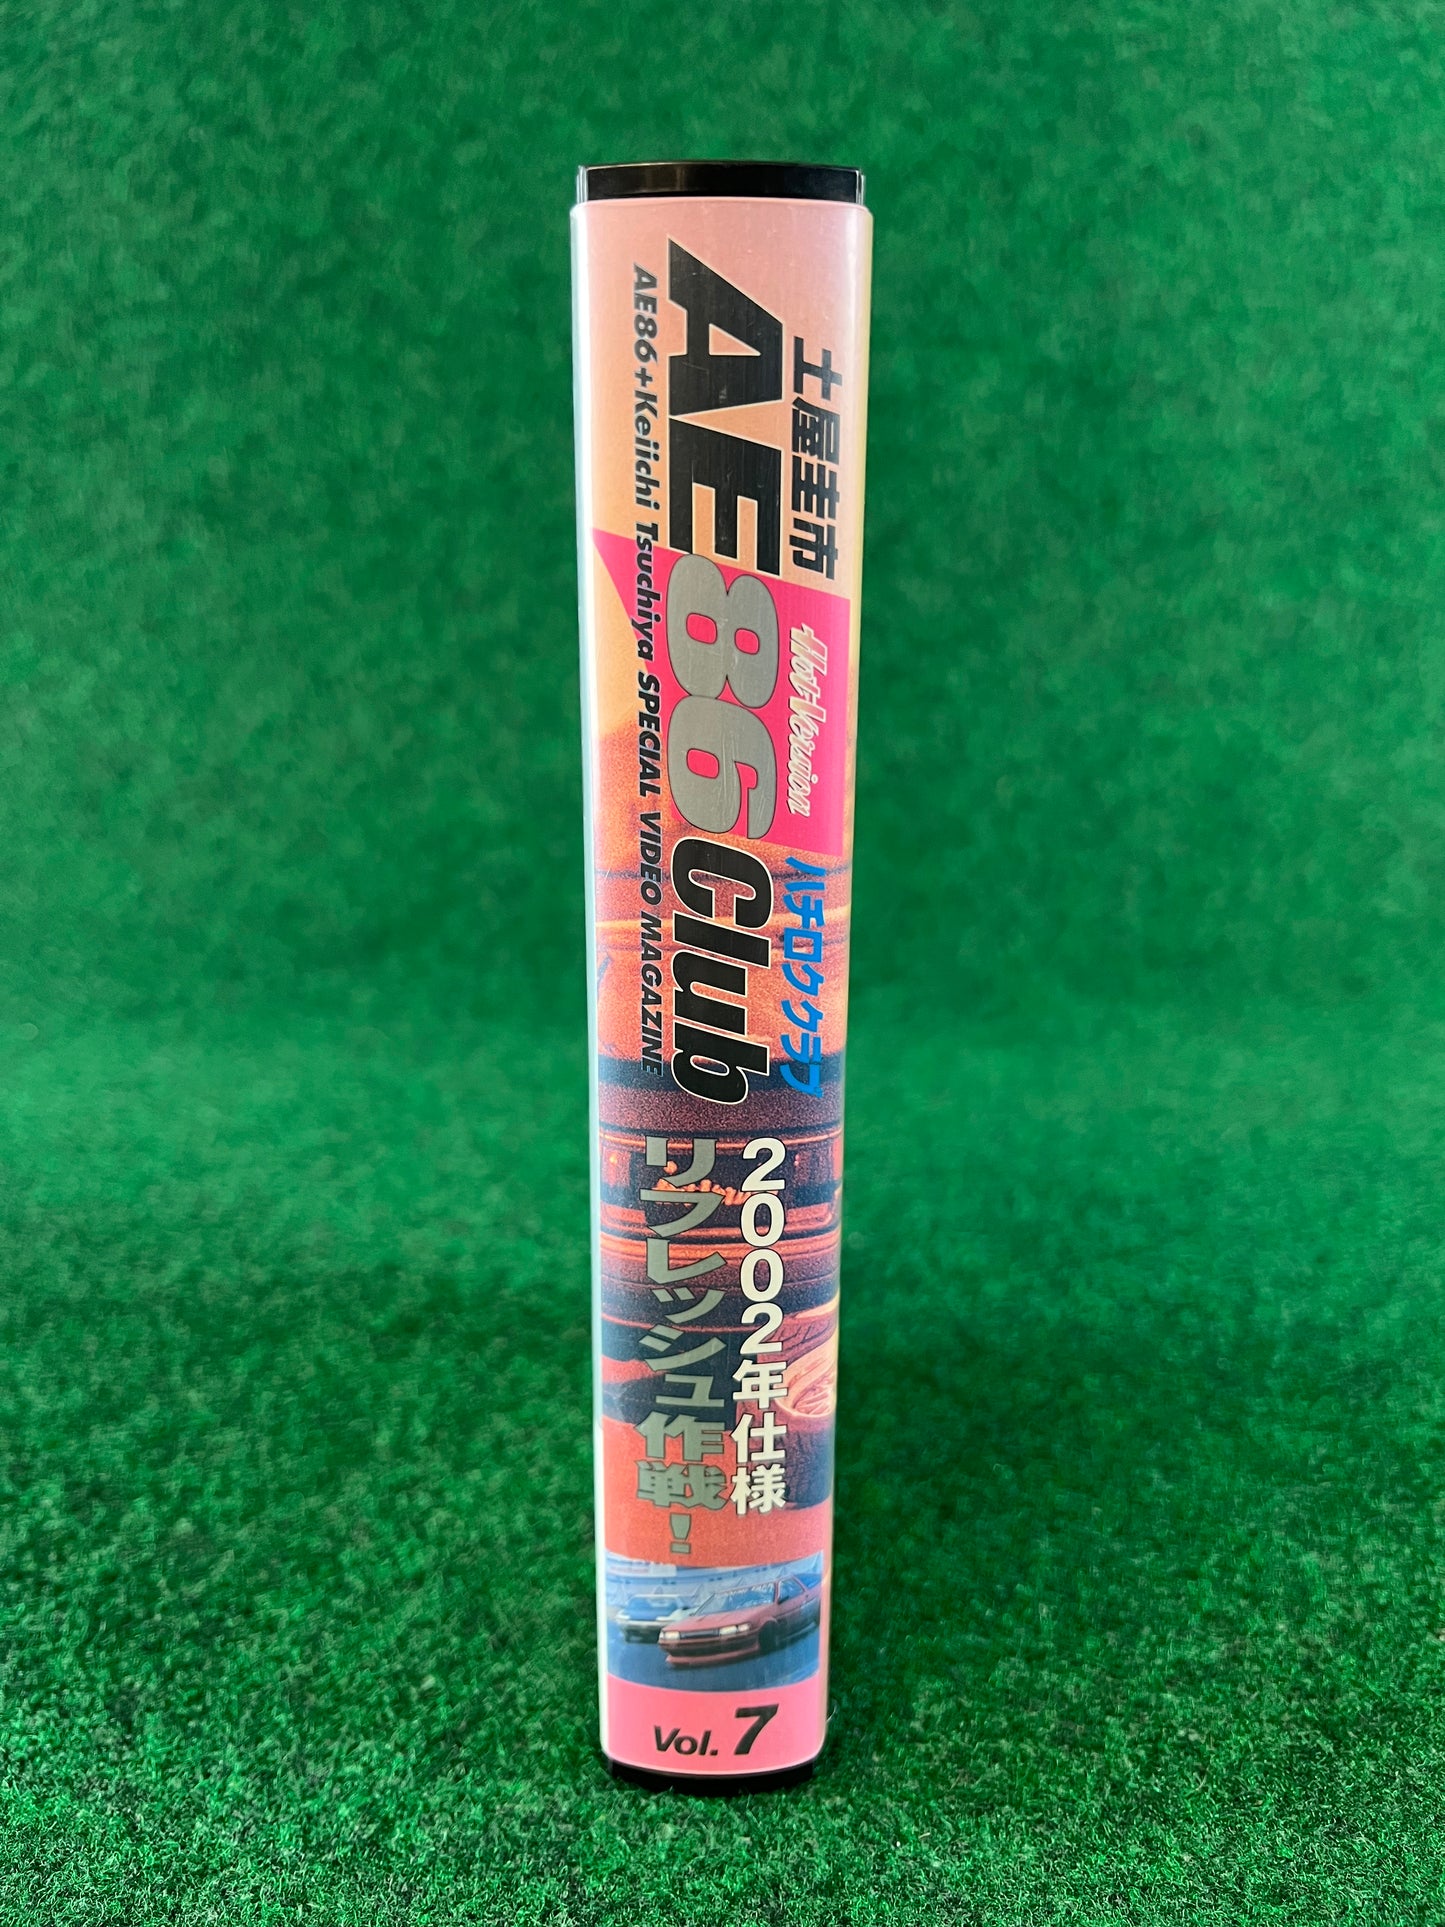 土屋圭市
AE86 Club
AE86+Keiichi Tsuchiya SPECIAL VIDEO MAGAZINE
Hot Version
ハチロククラブ
2002年仕様
リフレッシュ作戦!
Vol. 7